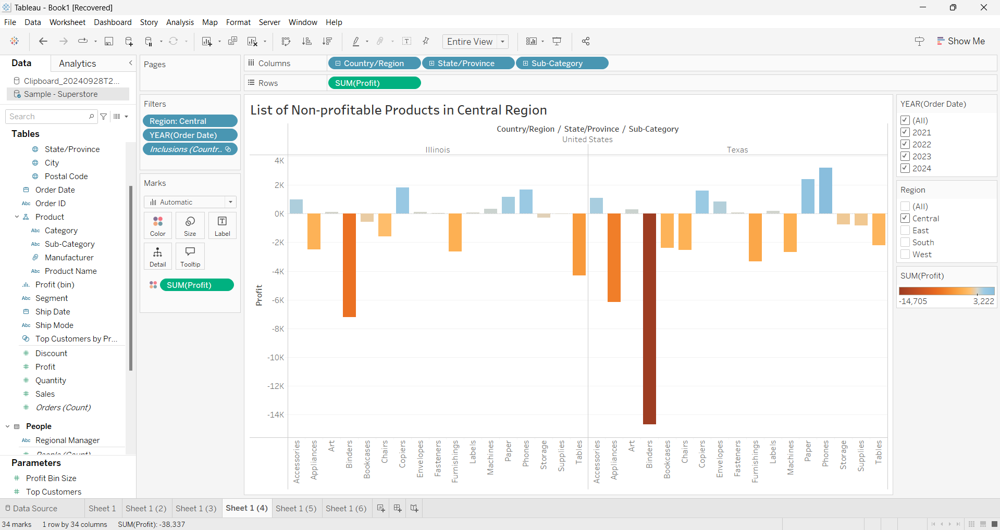 Tableau - Book1 [Recovered]
File Data Worksheet Dashboard Story Analysis Map Format Server Window Help
Entire View
Show Me
Data
Analytics
Clipboard_20240928T2...
Sample - Superstore
Search
Tables
State/Province
City
Postal Code
Order Date
Abc Order ID
Product
Abc Category
Abc Sub-Category
Manufacturer
Abc Product Name
Profit (bin)
Abc Segment
Ship Date
Abc Ship Mode
Top Customers by Pr...
Discount
Profit
Quantity
Sales
Orders (Count)
People
Abc Regional Manager
People (Count)
Parameters
Profit Bin Size
Top Customers
Pages
Filters
Region: Central
YEAR(Order Date)
Inclusions (Countr..
Marks
Automatic
Color Size Label
Detail Tooltip
SUM(Profit)
Columns Country/Region State/Province Sub-Category
Rows SUM(Profit)
List of Non-profitable Products in Central Region
Country/Region / State/Province / Sub-Category
United States
Illinois Texas
Profit
4K
2K
0K
-2K
-4K
-6K
-8K
-10K
-12K
-14K
Accessories
Appliances
Art
Binders
Bookcases
Chairs
Copiers
Envelopes
Fasteners
Furnishings
Labels
Machines
Paper
Phones
Storage
Supplies
Tables
Accessories
Appliances
Art
Binders
Bookcases
Chairs
Copiers
Envelopes
Fasteners
Furnishings
Labels
Machines
Paper
Phones
Storage
Supplies
Tables
YEAR(Order Date)
(All)
2021
2022
2023
2024
Region
(All)
Central
East
South
West
SUM(Profit)
-14,705 3,222
Data Source Sheet 1 Sheet 1 (2) Sheet 1 (3) Sheet 1 (4) Sheet 1 (5) Sheet 1 (6)
34 marks 1 row by 34 columns SUM(Profit): -38,337